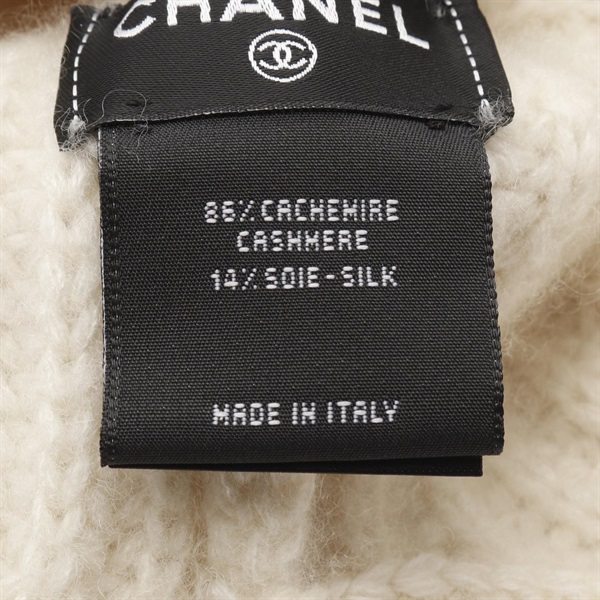 CHANEL
86% CACHEMIRE
CASHMERE
14% SOIE-SILK
MADE IN ITALY